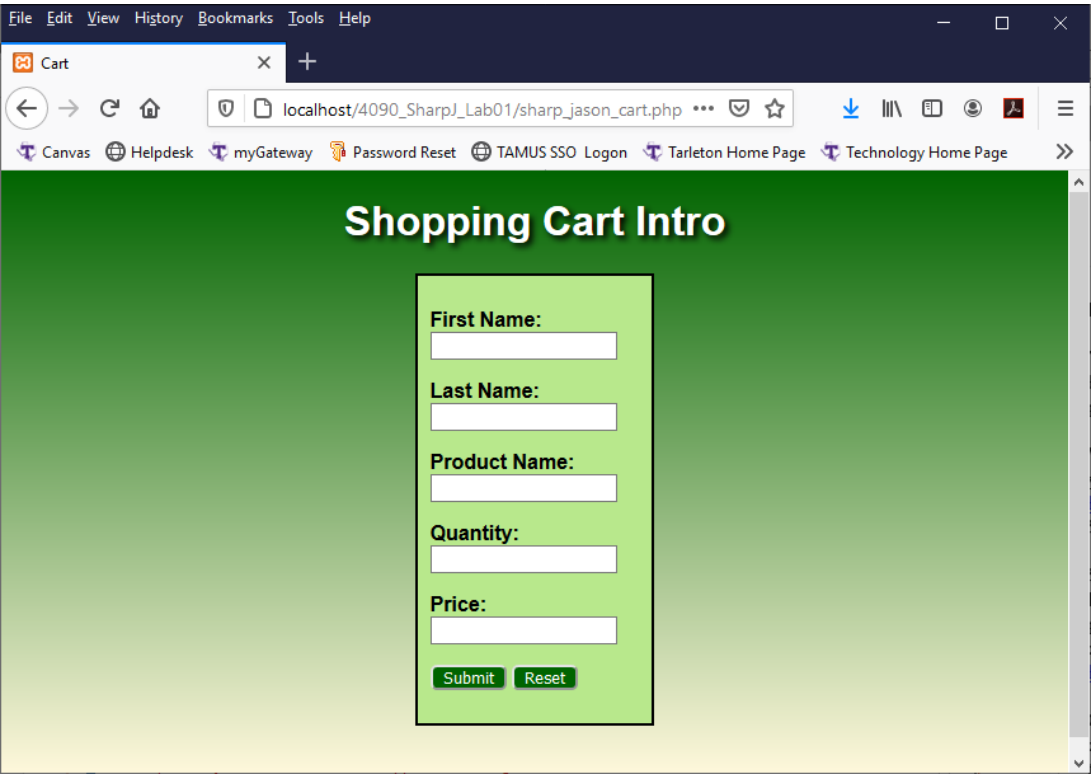 File Edit View History Bookmarks Tools Help
Cart
localhost/4090_SharpJ_Lab01/sharp_jason_cart.php
Canvas Helpdesk myGateway Password Reset TAMUS SSO Logon Tarleton Home Page Technology Home Page
Shopping Cart Intro
First Name:
Last Name:
Product Name:
Quantity:
Price:
Submit Reset